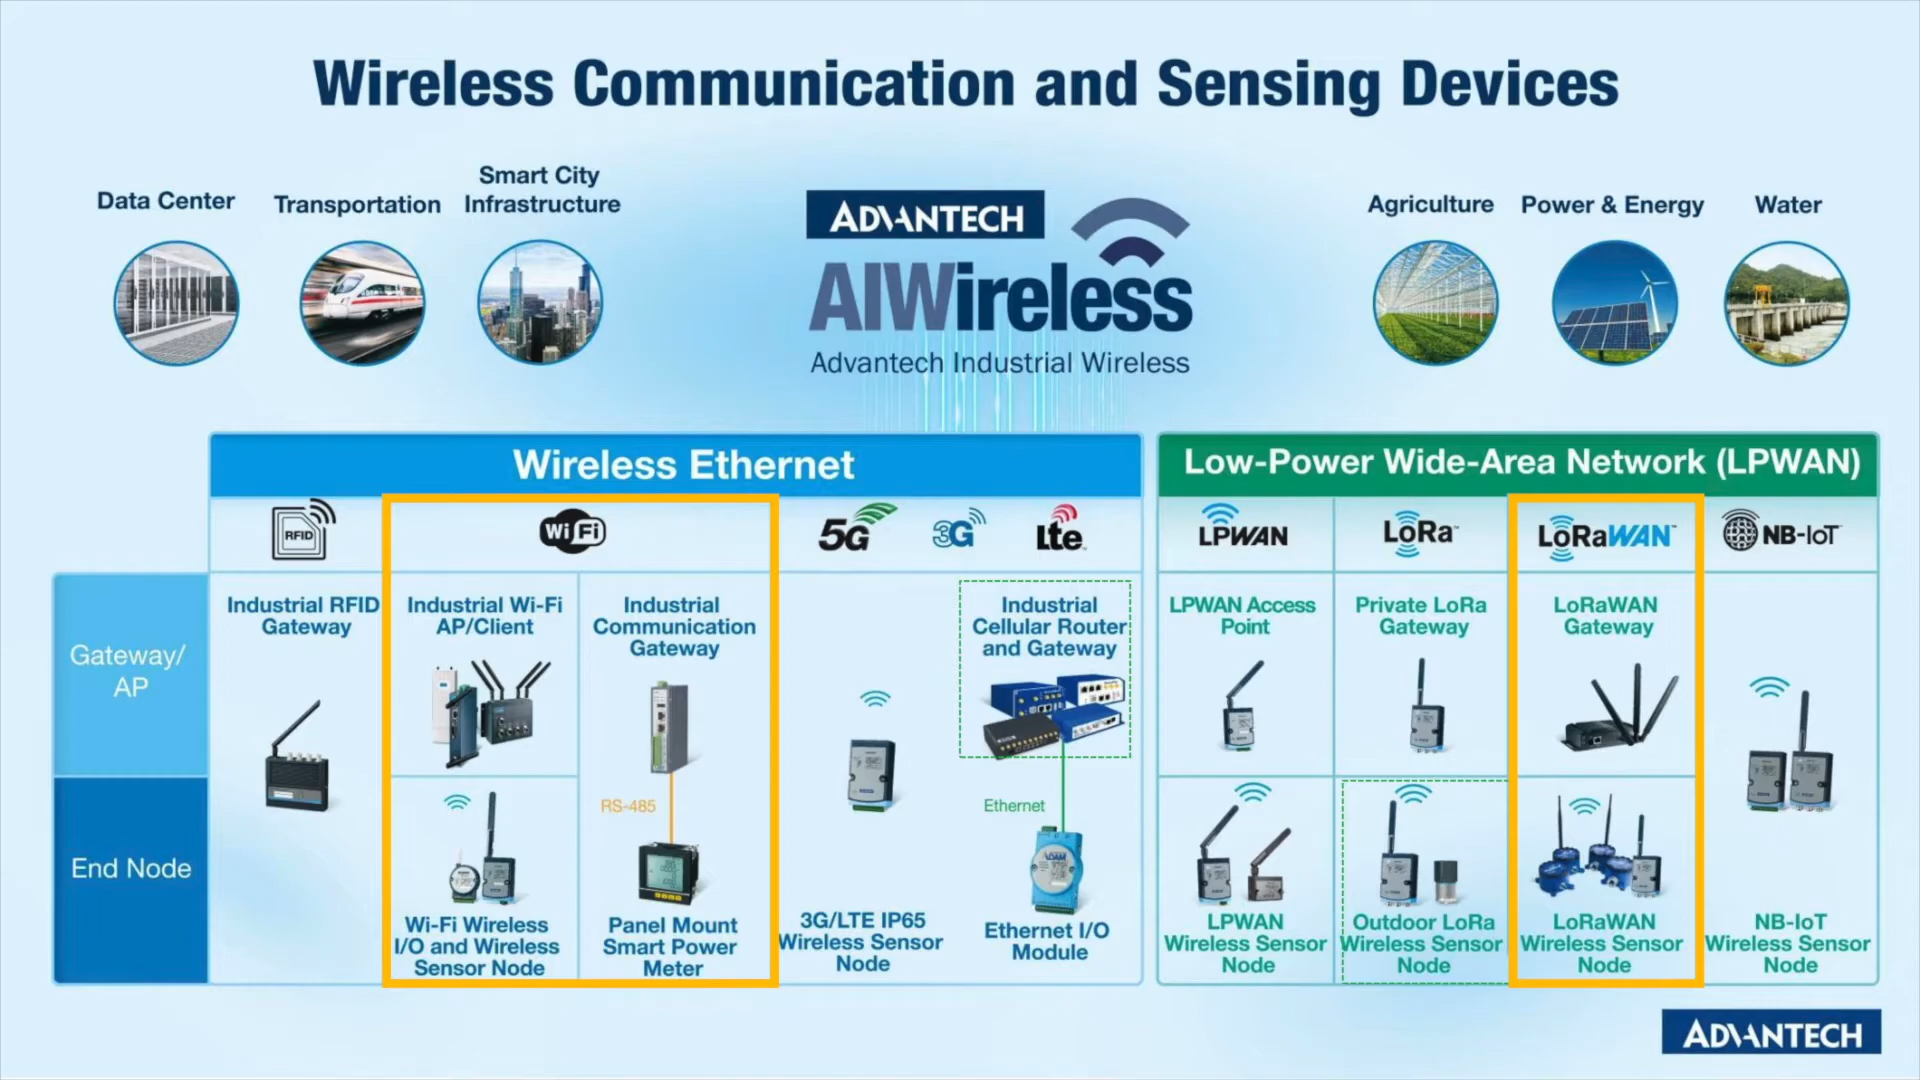 Wireless Communication and Sensing Devices
Data Center
Transportation
Smart City
Infrastructure
ADVANTECH
AIWireless
Advantech Industrial Wireless
Agriculture
Power & Energy
Water
Wireless Ethernet
Low-Power Wide-Area Network (LPWAN)
RFID
Wi Fi
5G
3G
Lte
LPWAN
LoRa™
LoRaWAN™
NB-IoT
Gateway/
AP
Industrial RFID
Gateway
Industrial Wi-Fi
AP/Client
Industrial
Communication
Gateway
Industrial
Cellular Router
and Gateway
LPWAN Access
Point
Private LoRa
Gateway
LoRaWAN
Gateway
RS-485
Ethernet
End Node
ADAM
Wi-Fi Wireless
I/O and Wireless
Sensor Node
Panel Mount
Smart Power
Meter
3G/LTE IP65
Wireless Sensor
Node
Ethernet I/O
Module
LPWAN
Wireless Sensor
Node
Outdoor LoRa
Wireless Sensor
Node
LoRaWAN
Wireless Sensor
Node
NB-IoT
Wireless Sensor
Node
ADVANTECH